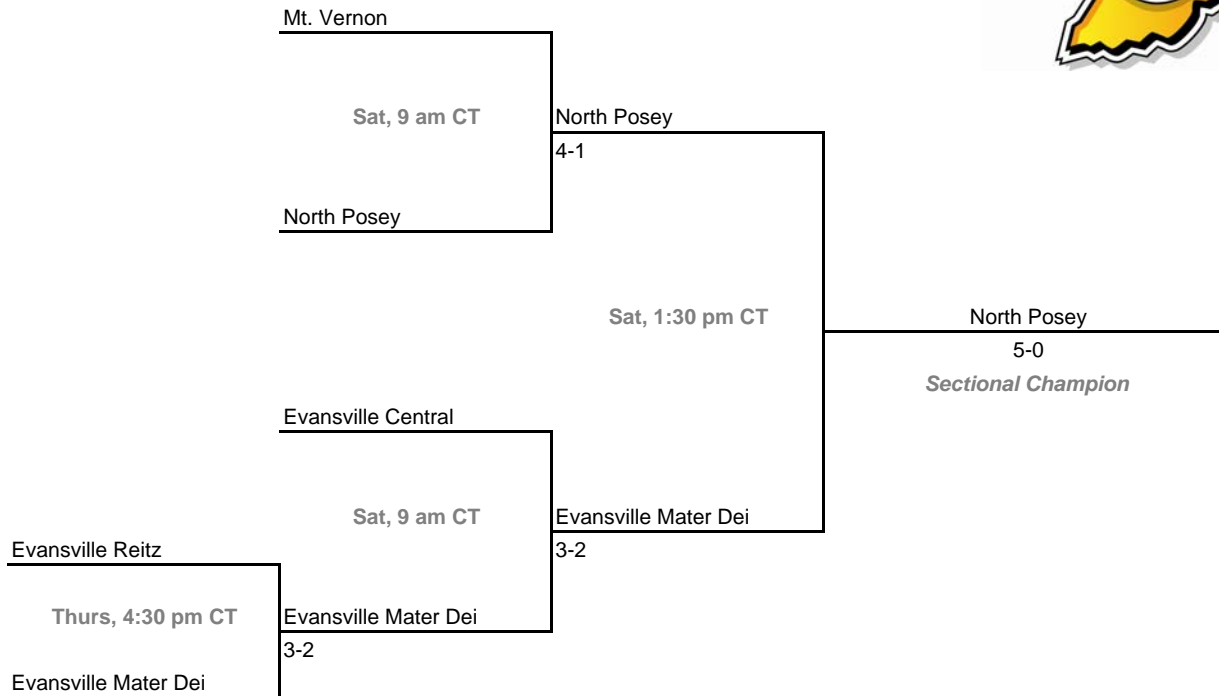 Mt. Vernon
Sat, 9 am CT
North Posey
4-1
North Posey
Sat, 1:30 pm CT
North Posey
5-0
Sectional Champion
Evansville Central
Sat, 9 am CT
Evansville Mater Dei
3-2
Evansville Reitz
Thurs, 4:30 pm CT
Evansville Mater Dei
3-2
Evansville Mater Dei